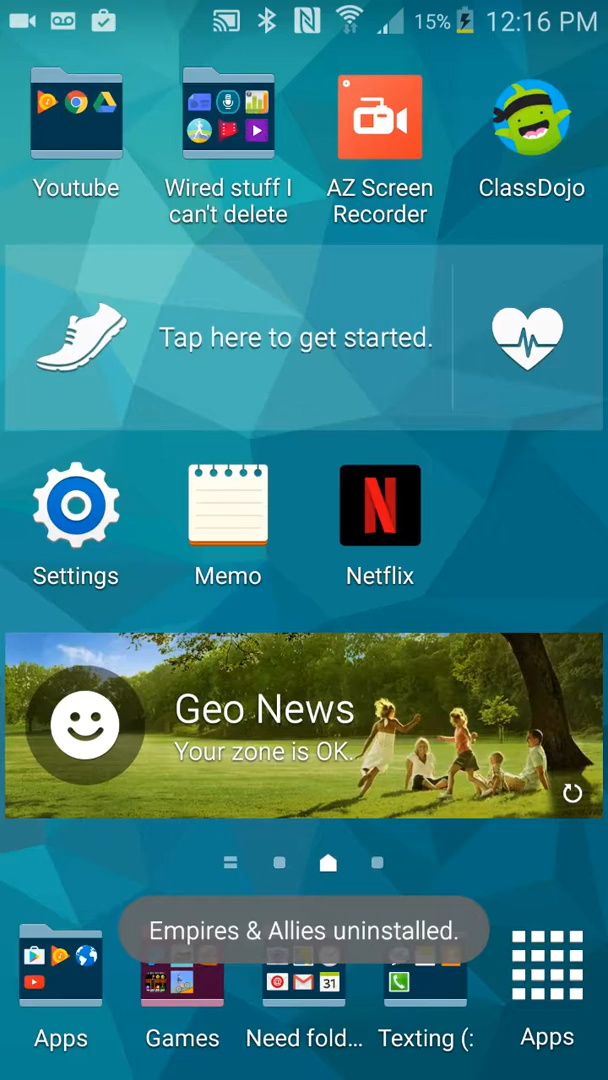 15% 12:16 PM
Youtube
Wired stuff I can't delete
AZ Screen Recorder
ClassDojo
Tap here to get started.
Settings
Memo
N
Netflix
Geo News
Your zone is OK.
Empires & Allies uninstalled.
31
Apps
Games
Need fold...
Texting (:
Apps